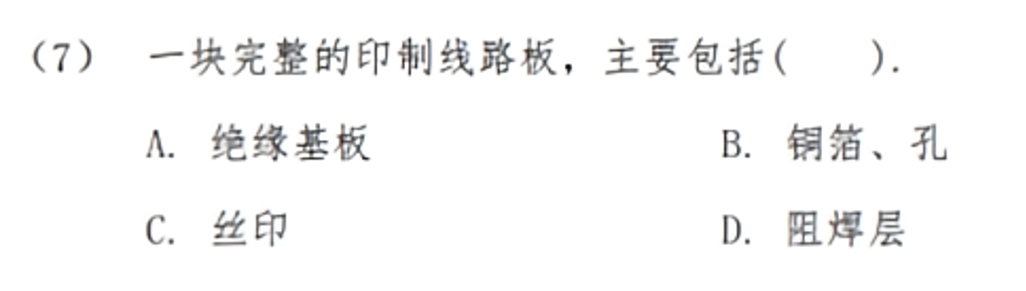 （7） 一块完整的印制线路板，主要包括( ).
A. 绝缘基板 B. 铜箔、孔
C. 丝印 D. 阻焊层